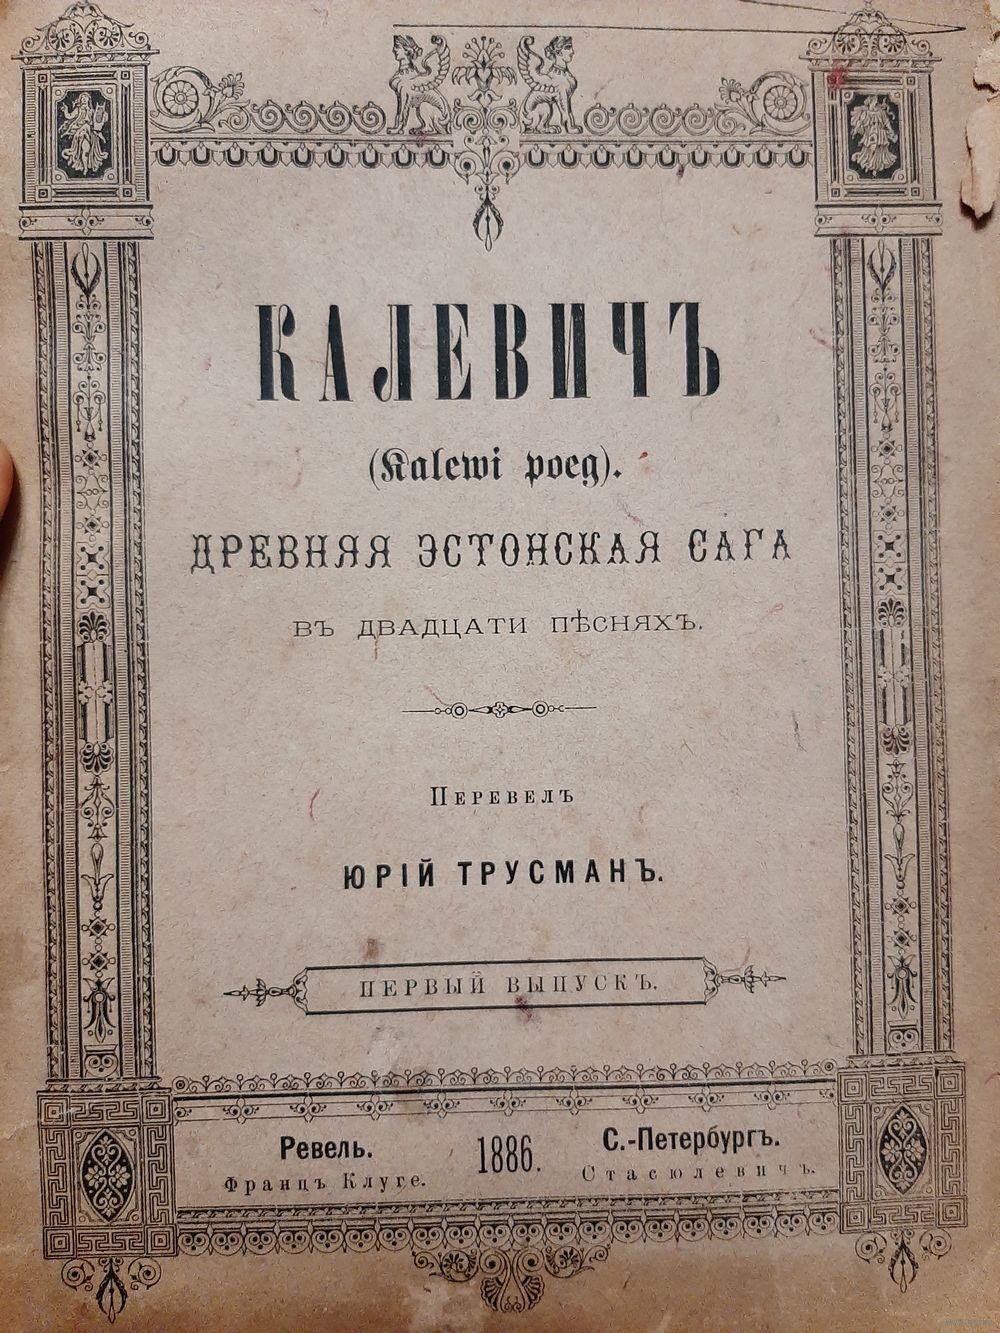 КАЛЕВИЧЪ
(Kalewi poeg).
ДРЕВНЯЯ ЭСТОНСКАЯ САГА
ВЪ ДВАДЦАТИ ПѢСНЯХЪ.
ПЕРЕВЕЛЪ
ЮРІЙ ТРУСМАНЪ.
ПЕРВЫЙ ВЫПУСКЪ.
Ревель. 1886. С.-Петербургъ.
Францъ Клуге. Стасюлевичъ.